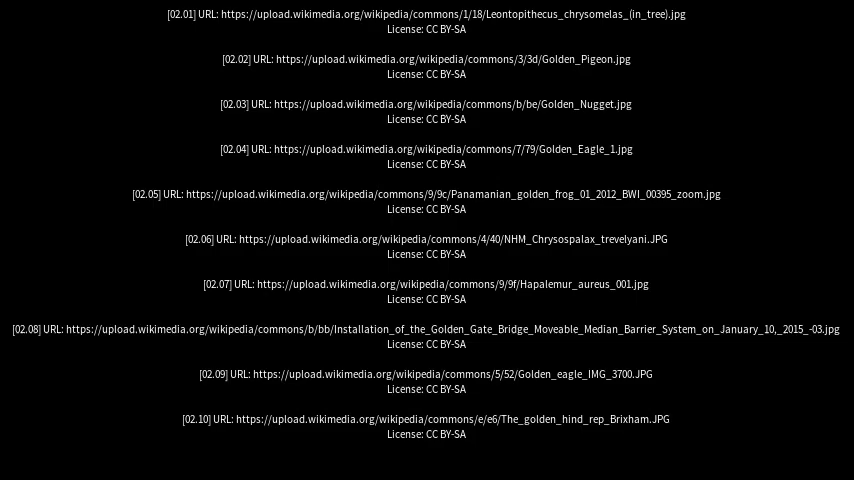 [02.01] URL: https://upload.wikimedia.org/wikipedia/commons/1/18/Leontopithecus_chrysomelas_(in_tree).jpg
License: CC BY-SA
[02.02] URL: https://upload.wikimedia.org/wikipedia/commons/3/3d/Golden_Pigeon.jpg
License: CC BY-SA
[02.03] URL: https://upload.wikimedia.org/wikipedia/commons/b/be/Golden_Nugget.jpg
License: CC BY-SA
[02.04] URL: https://upload.wikimedia.org/wikipedia/commons/7/79/Golden_Eagle_1.jpg
License: CC BY-SA
[02.05] URL: https://upload.wikimedia.org/wikipedia/commons/9/9c/Panamanian_golden_frog_01_2012_BWI_00395_zoom.jpg
License: CC BY-SA
[02.06] URL: https://upload.wikimedia.org/wikipedia/commons/4/40/NHM_Chrysospalax_trevelyani.JPG
License: CC BY-SA
[02.07] URL: https://upload.wikimedia.org/wikipedia/commons/9/9f/Hapalemur_aureus_001.jpg
License: CC BY-SA
[02.08] URL: https://upload.wikimedia.org/wikipedia/commons/b/bb/Installation_of_the_Golden_Gate_Bridge_Moveable_Median_Barrier_System_on_January_10,_2015_-03.jpg
License: CC BY-SA
[02.09] URL: https://upload.wikimedia.org/wikipedia/commons/5/52/Golden_eagle_IMG_3700.JPG
License: CC BY-SA
[02.10] URL: https://upload.wikimedia.org/wikipedia/commons/e/e6/The_golden_hind_rep_Brixham.JPG
License: CC BY-SA